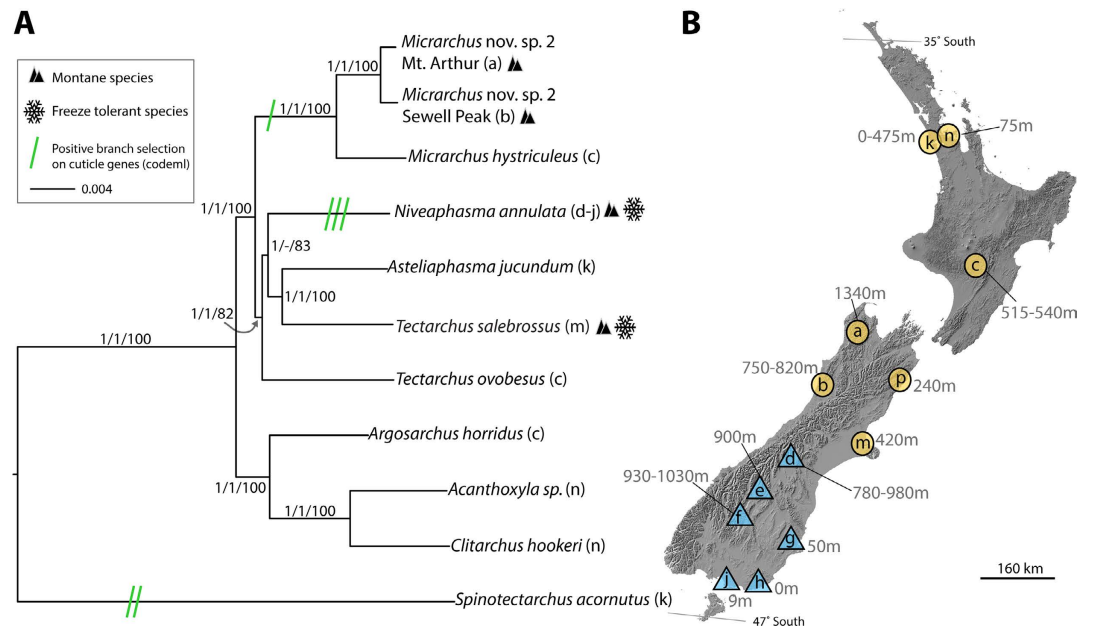 A
Montane species
Freeze tolerant species
Positive branch selection
on cuticle genes (codeml)
0.004
Micrarchus nov. sp. 2
Mt. Arthur (a)
1/1/100
Micrarchus nov. sp. 2
Sewell Peak (b)
1/1/100
Micrarchus hystriculeus (c)
1/1/100
Niveaphasma annulata (d-j)
1/-/83
Asteliaphasma jucundum (k)
1/1/100
1/1/82
Tectarchus salebrossus (m)
1/1/100
Tectarchus ovobesus (c)
Argosarchus horridus (c)
1/1/100
Acanthoxyla sp. (n)
1/1/100
Clitarchus hookeri (n)
Spinotectarchus acornutus (k)
B
35° South
0-475m
k
n
75m
c
515-540m
1340m
a
750-820m
b
p
240m
m
420m
900m
d
780-980m
930-1030m
e
f
g
50m
j
h
0m
9m
47° South
160 km